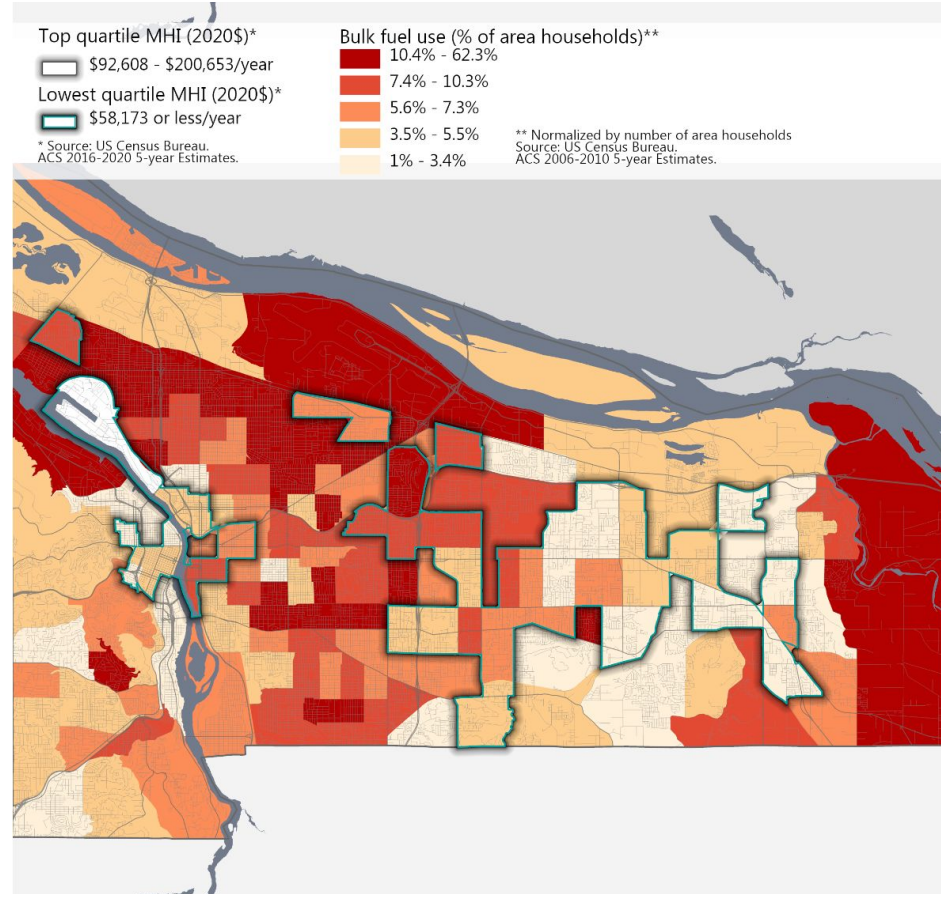 Top quartile MHI (2020$)*
$92,608 - $200,653/year
Lowest quartile MHI (2020$)*
$58,173 or less/year
* Source: US Census Bureau.
ACS 2016-2020 5-year Estimates.
Bulk fuel use (% of area households)**
10.4% - 62.3%
7.4% - 10.3%
5.6% - 7.3%
3.5% - 5.5%
1% - 3.4%
** Normalized by number of area households
Source: US Census Bureau.
ACS 2006-2010 5-year Estimates.